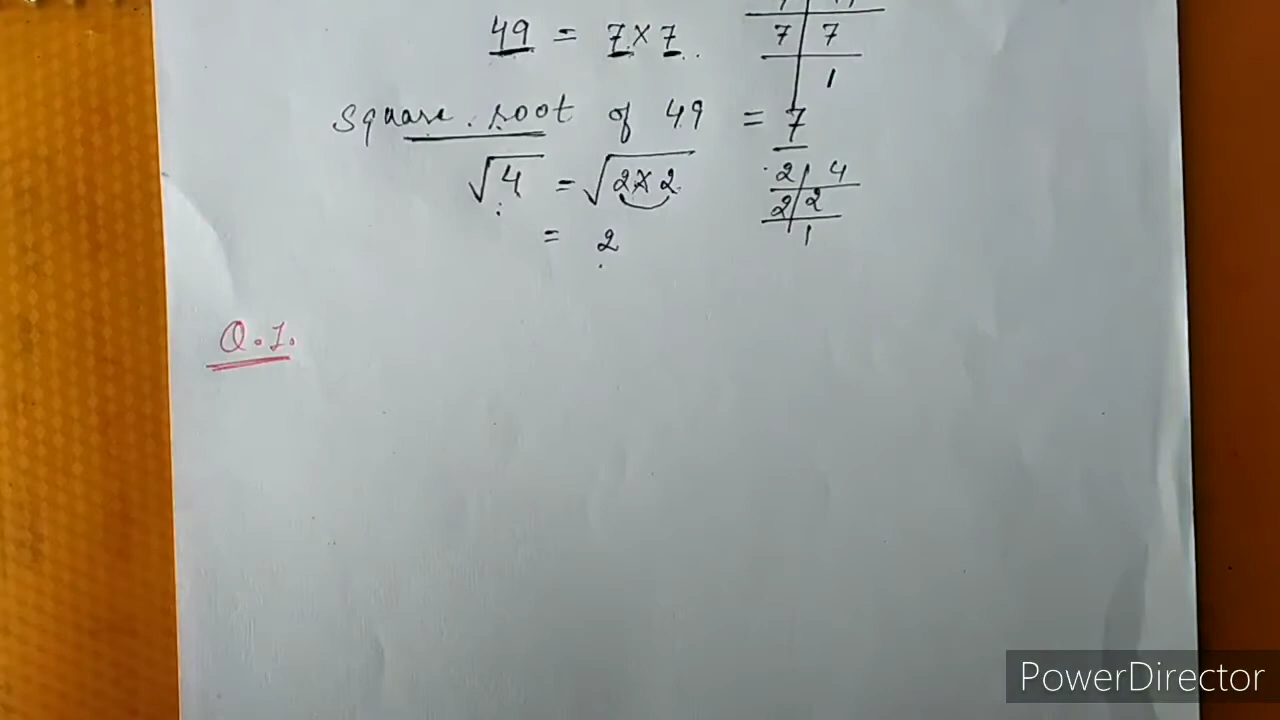 49 = 7 × 7
7 | 7
1
square root of 49 = 7
√4 = √2×2
2 | 4
2 | 2
1
= 2
Q.1.
PowerDirector